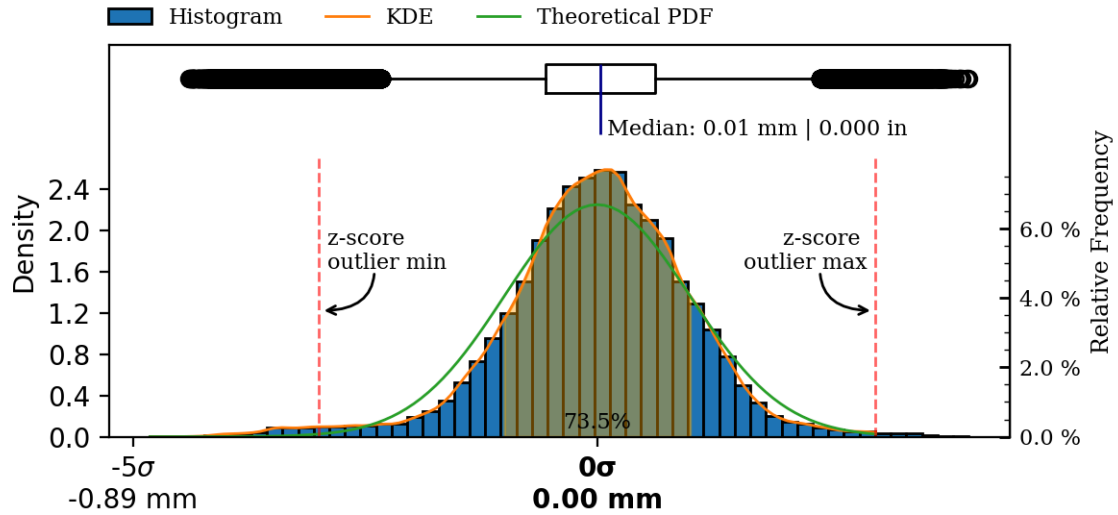 Histogram KDE Theoretical PDF
Median: 0.01 mm | 0.000 in
Density
2.4
2.0
1.6
1.2
0.8
0.4
0.0
z-score
outlier min
z-score
outlier max
73.5%
6.0 %
4.0 %
2.0 %
0.0 %
Relative Frequency
-5σ
-0.89 mm
0σ
0.00 mm